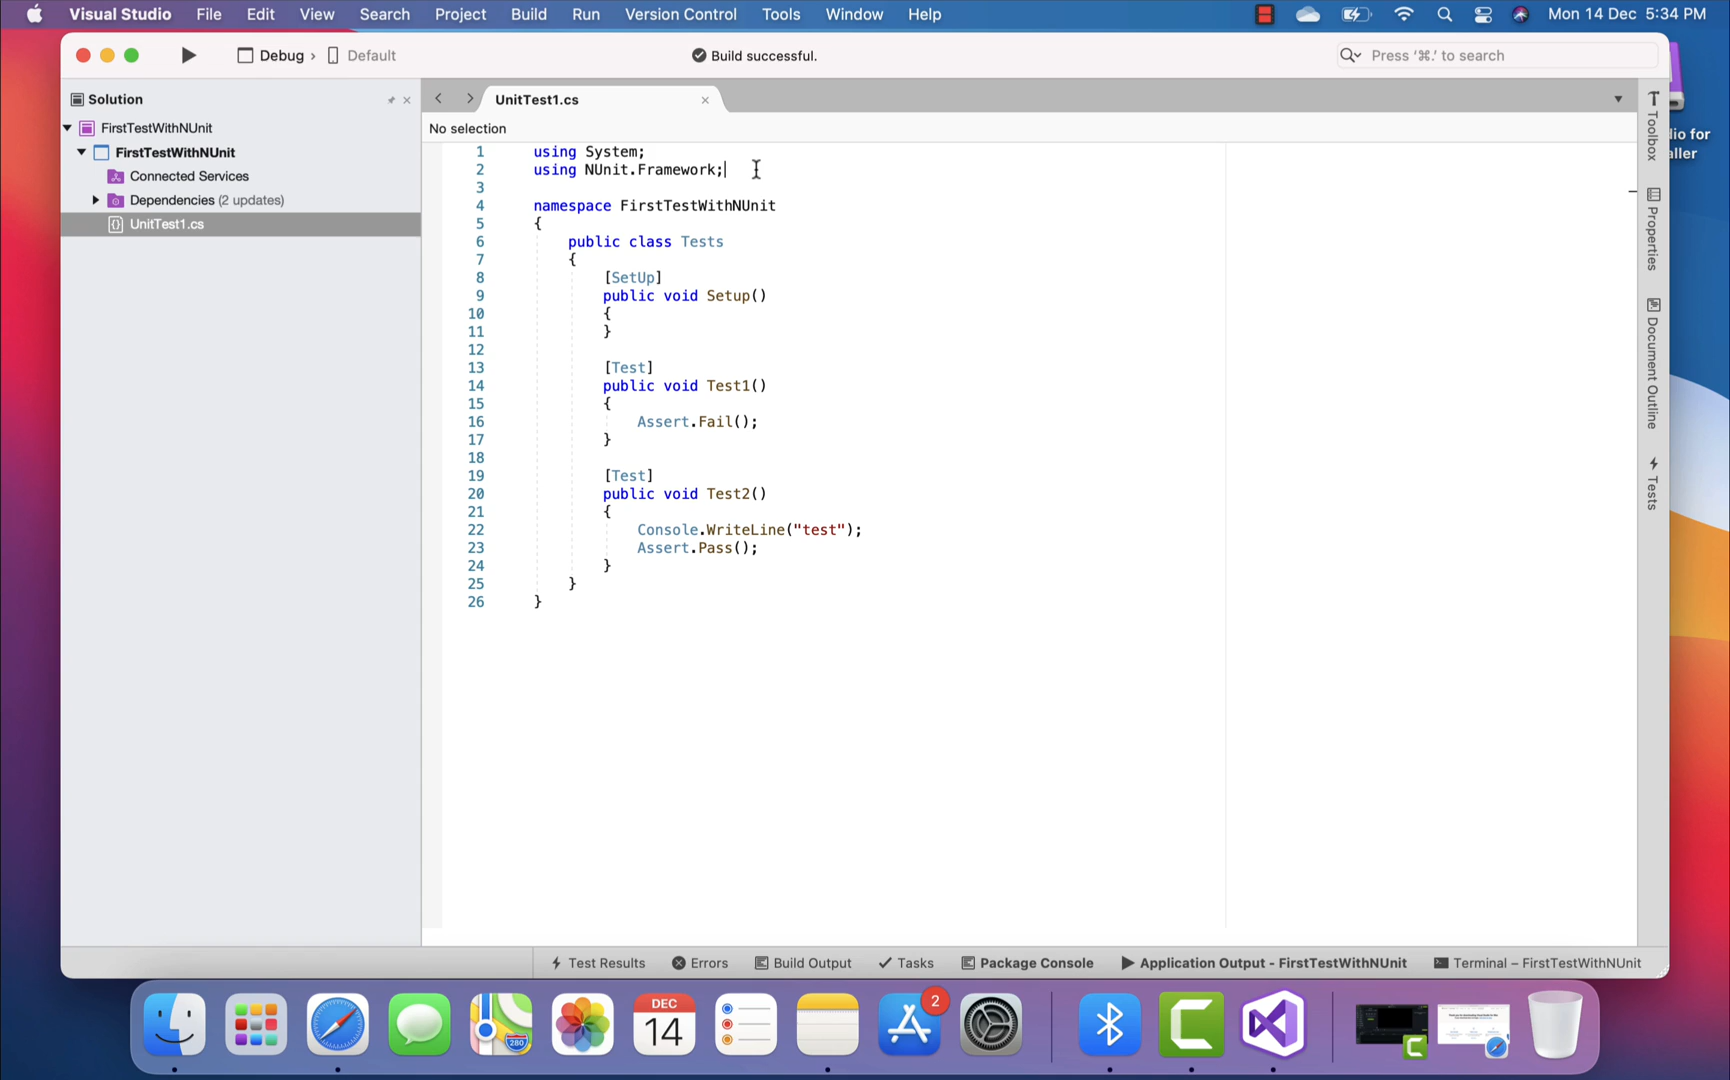 Visual Studio File Edit View Search Project Build Run Version Control Tools Window Help Mon 14 Dec 5:34 PM
Debug › Default
Build successful.
Press '⌘.' to search
Solution
FirstTestWithNUnit
FirstTestWithNUnit
Connected Services
Dependencies (2 updates)
UnitTest1.cs
UnitTest1.cs
No selection
1 using System;
2 using NUnit.Framework;
3
4 namespace FirstTestWithNUnit
5 {
6 public class Tests
7 {
8 [SetUp]
9 public void Setup()
10 {
11 }
12
13 [Test]
14 public void Test1()
15 {
16 Assert.Fail();
17 }
18
19 [Test]
20 public void Test2()
21 {
22 Console.WriteLine("test");
23 Assert.Pass();
24 }
25 }
26 }
Toolbox
Properties
Document Outline
Tests
dio for
aller
Test Results Errors Build Output Tasks Package Console Application Output - FirstTestWithNUnit Terminal – FirstTestWithNUnit
280
DEC
14
2